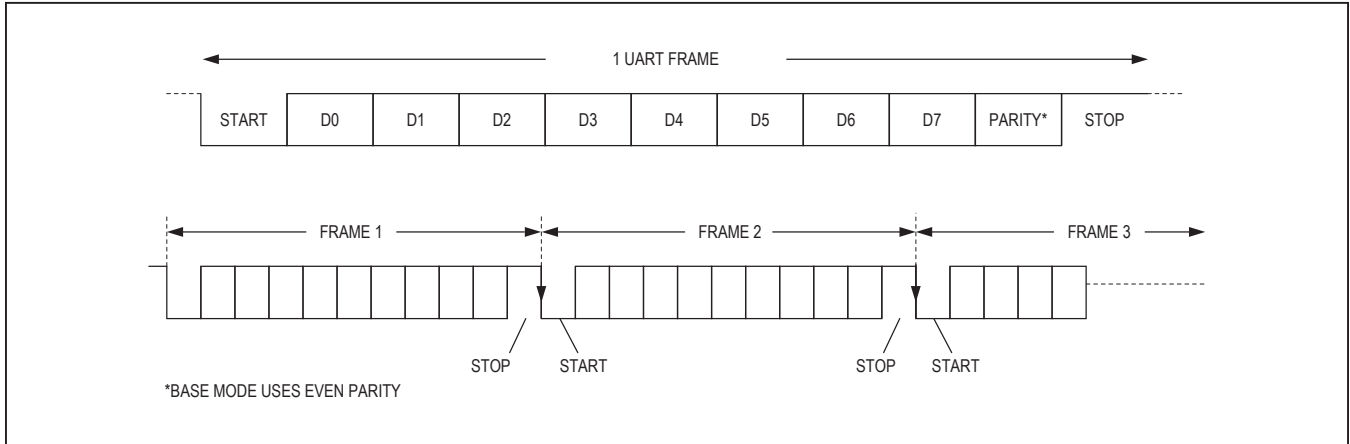 1 UART FRAME
START D0 D1 D2 D3 D4 D5 D6 D7 PARITY* STOP
FRAME 1 FRAME 2 FRAME 3
STOP START STOP START
*BASE MODE USES EVEN PARITY